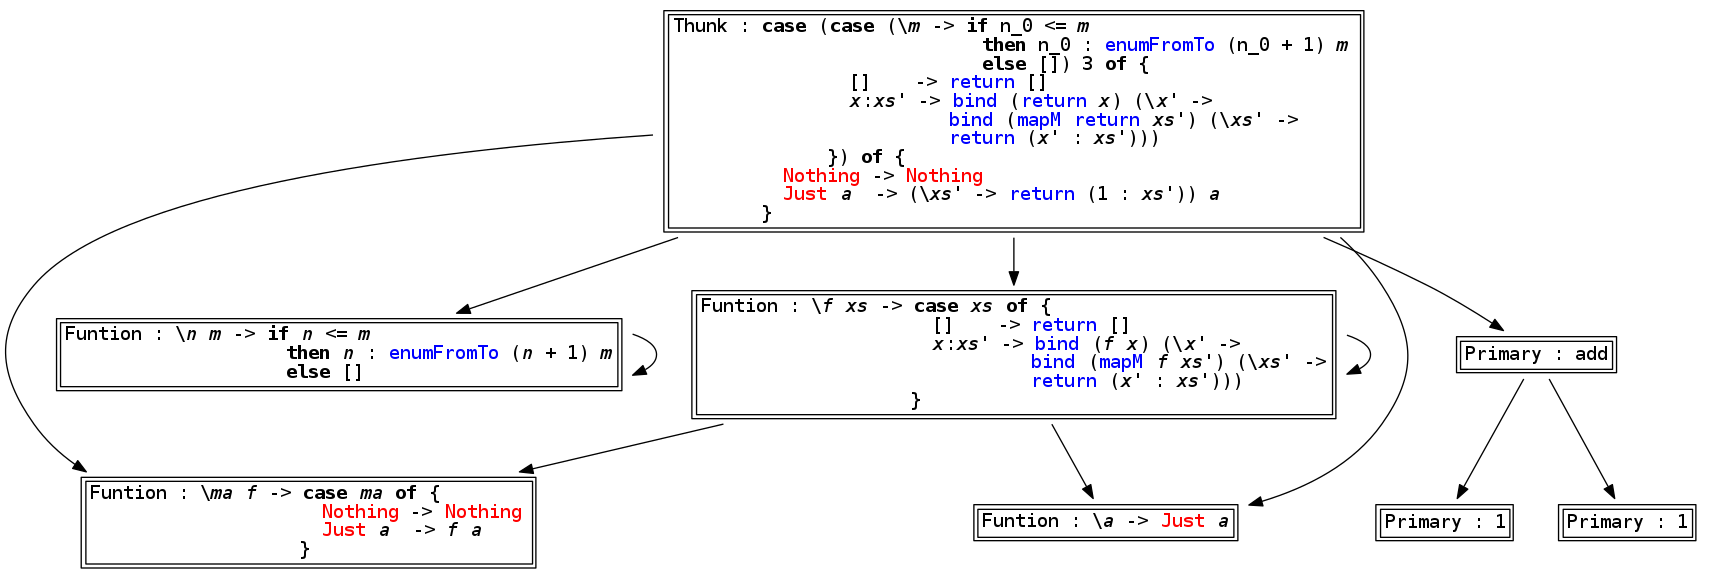 Thunk : case (case (\m -> if n_0 <= m
then n_0 : enumFromTo (n_0 + 1) m
else []) 3 of {
[]    -> return []
x:xs' -> bind (return x) (\x' ->
bind (mapM return xs') (\xs' ->
return (x' : xs')))
}) of {
Nothing -> Nothing
Just a  -> (\xs' -> return (1 : xs')) a
}
Funtion : \n m -> if n <= m
then n : enumFromTo (n + 1) m
else []
Funtion : \f xs -> case xs of {
[]    -> return []
x:xs' -> bind (f x) (\x' ->
bind (mapM f xs') (\xs' ->
return (x' : xs')))
}
Primary : add
Funtion : \ma f -> case ma of {
Nothing -> Nothing
Just a  -> f a
}
Funtion : \a -> Just a
Primary : 1
Primary : 1